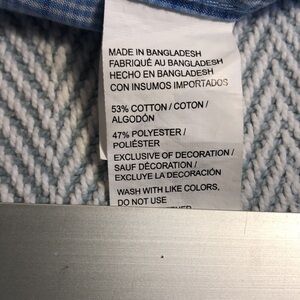 MADE IN BANGLADESH
FABRIQUÉ AU BANGLADESH
HECHO EN BANGLADESH
CON INSUMOS IMPORTADOS
53% COTTON / COTON /
ALGODÓN
47% POLYESTER /
POLIÉSTER
EXCLUSIVE OF DECORATION /
SAUF DÉCORATION /
EXCLUYE LA DECORACIÓN
WASH WITH LIKE COLORS,
DO NOT USE